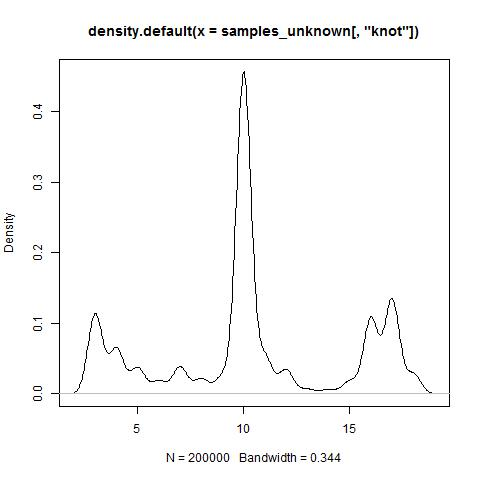 density.default(x = samples_unknown[, "knot"])
Density
0.0
0.1
0.2
0.3
0.4
5
10
15
N = 200000   Bandwidth = 0.344